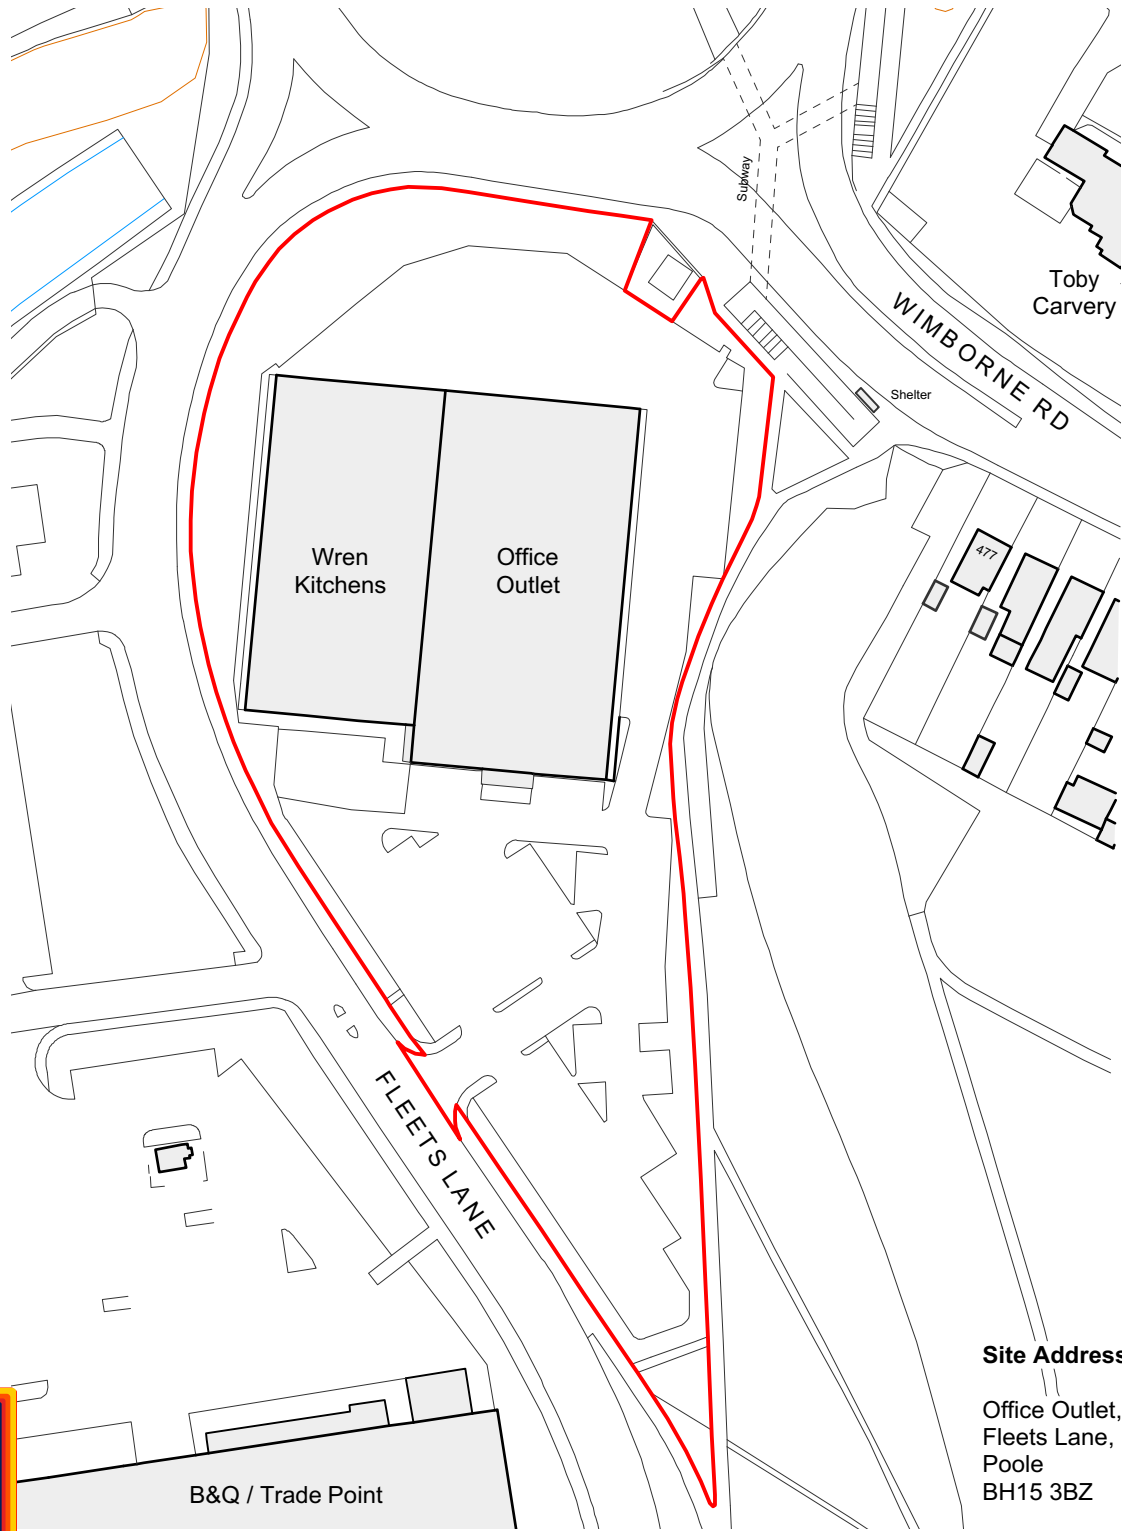 Subway
Toby
Carvery
WIMBORNE RD
Shelter
Wren
Kitchens
Office
Outlet
477
FLEETS LANE
Site Address
Office Outlet,
Fleets Lane,
Poole
BH15 3BZ
B&Q / Trade Point